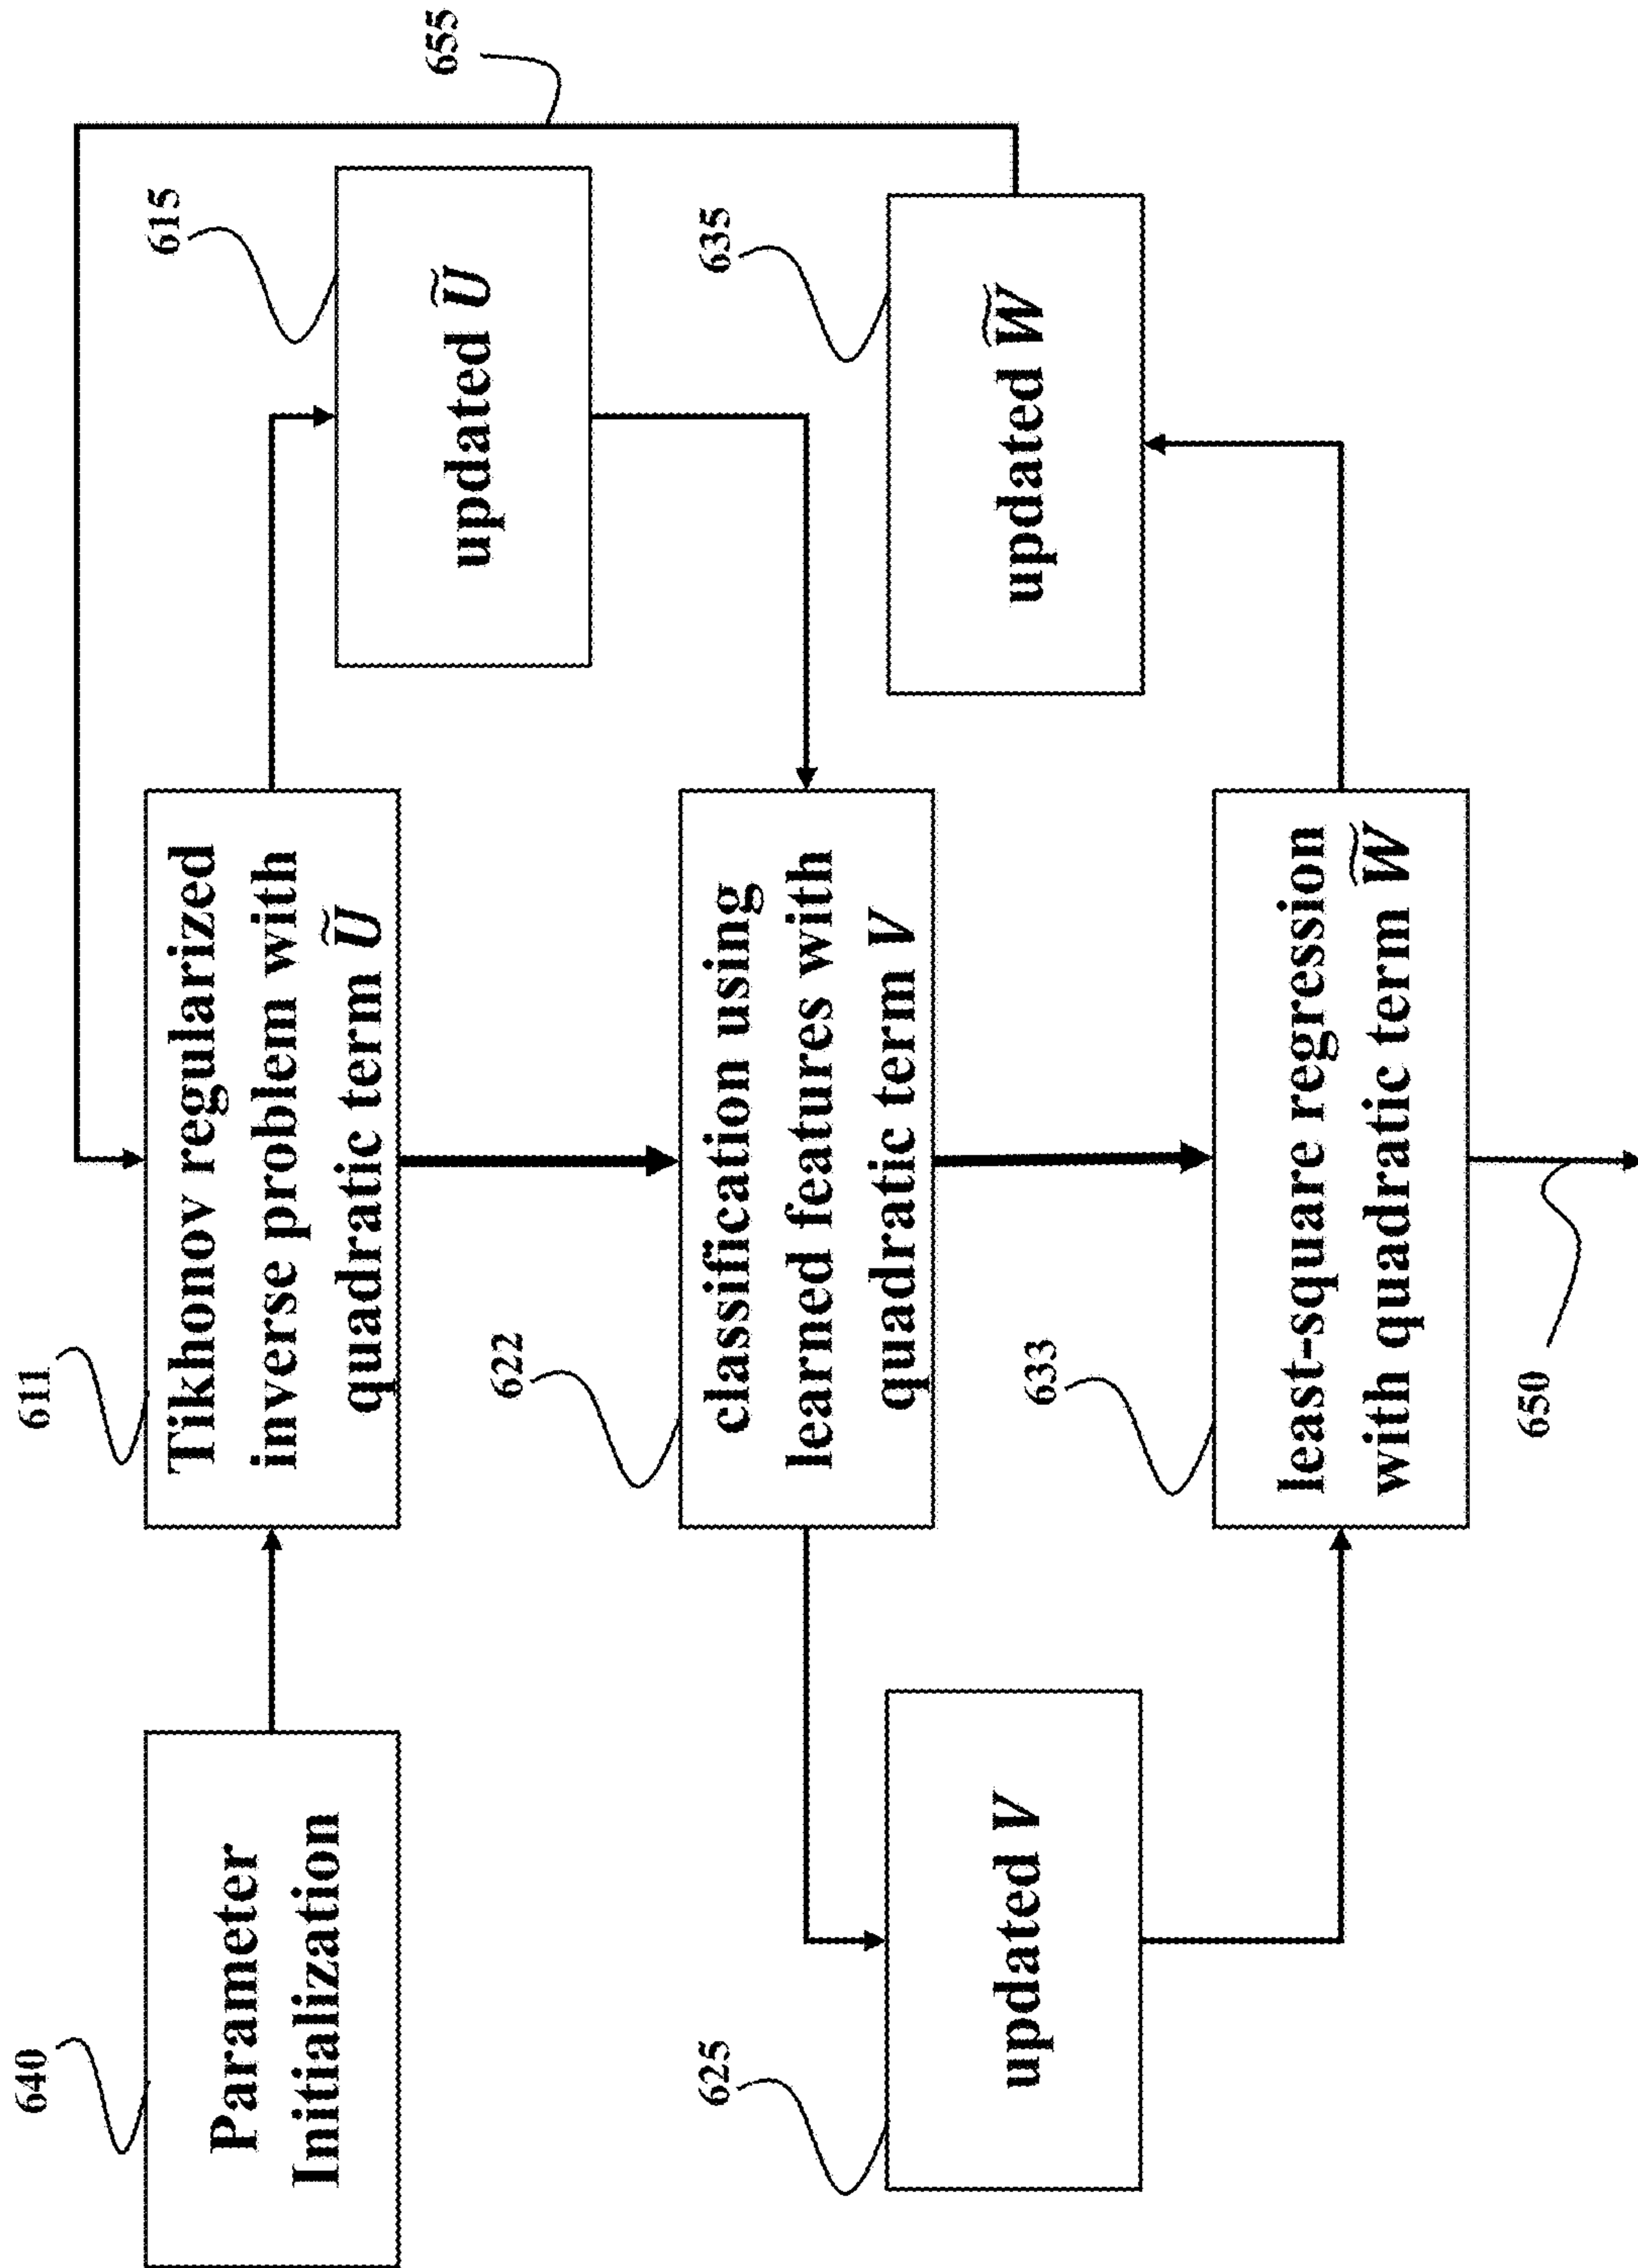 640
Parameter
Initialization
611
Tikhonov regularized
inverse problem with
quadratic term Ũ
655
615
updated Ũ
622
classification using
learned features with
quadratic term V
625
updated V
635
updated W̃
633
least-square regression
with quadratic term W̃
650